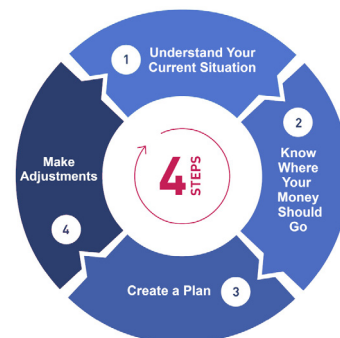 1
Understand Your
Current Situation
2
Know
Where
Your
Money
Should
Go
Create a Plan
3
Make
Adjustments
4
4
STEPS